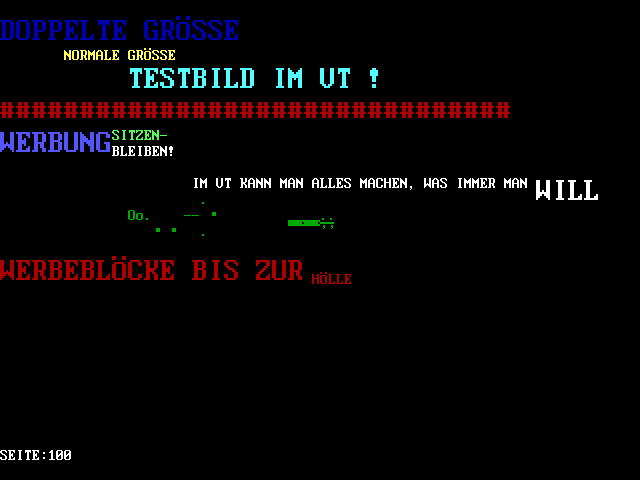 DOPPELTE GRÖSSE
NORMALE GRÖSSE
TESTBILD IM VT !
################################
WERBUNG SITZEN-
BLEIBEN!
IM VT KANN MAN ALLES MACHEN, WAS IMMER MAN WILL
Oo.
WERBEBLÖCKE BIS ZUR HÖLLE
SEITE:100